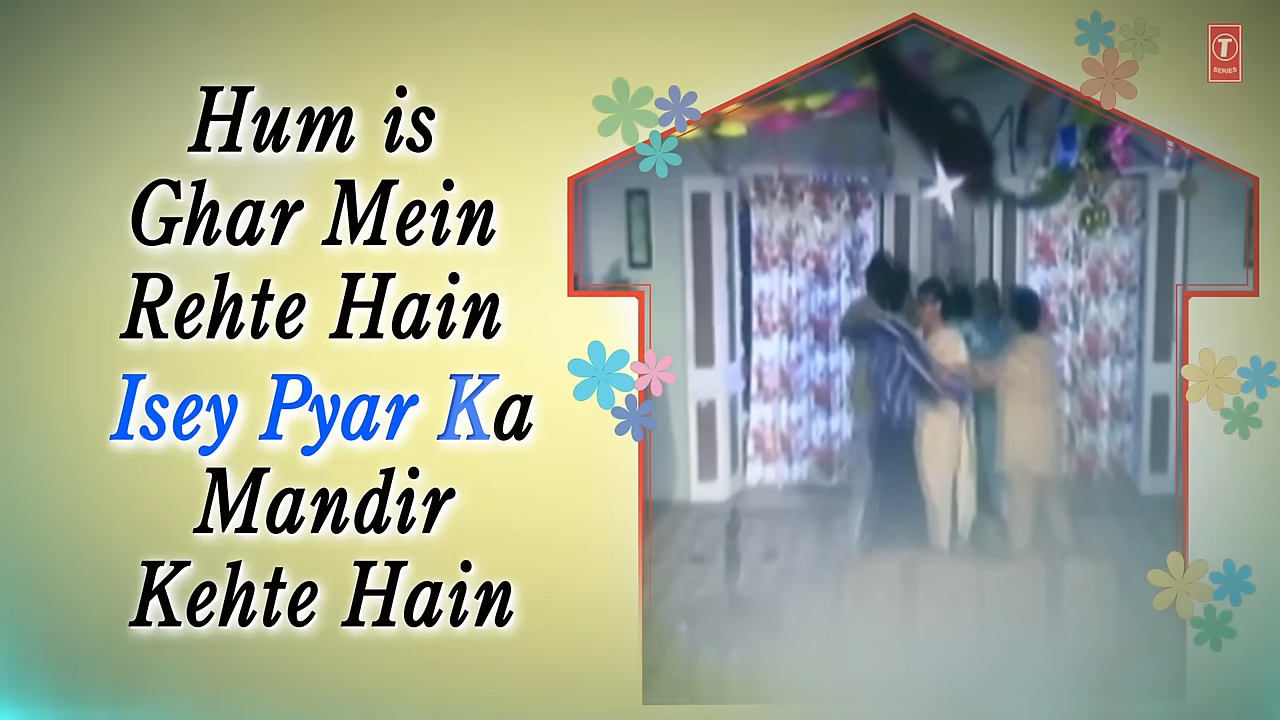 Hum is
Ghar Mein
Rehte Hain
Isey Pyar Ka
Mandir
Kehte Hain
T
SERIES